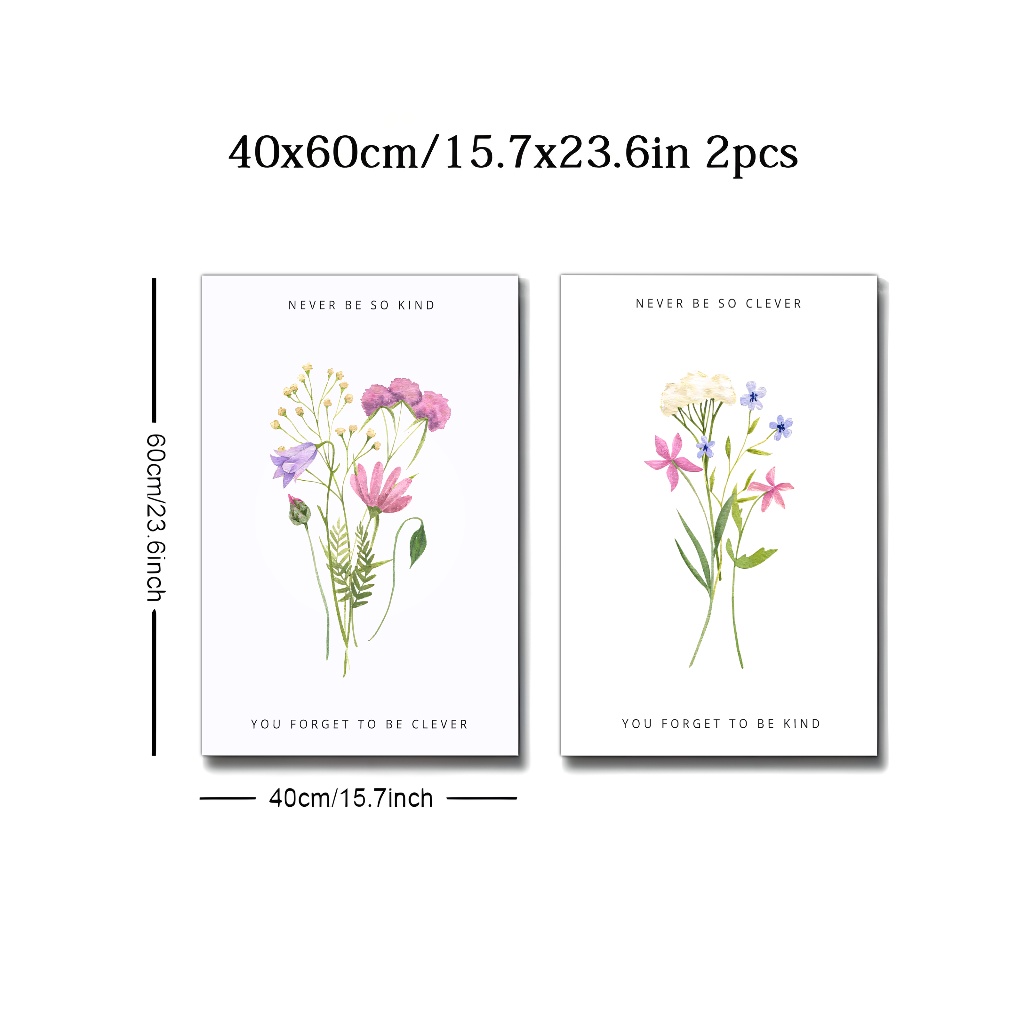 40x60cm/15.7x23.6in 2pcs
NEVER BE SO KIND
YOU FORGET TO BE CLEVER
NEVER BE SO CLEVER
YOU FORGET TO BE KIND
60cm/23.6inch
40cm/15.7inch